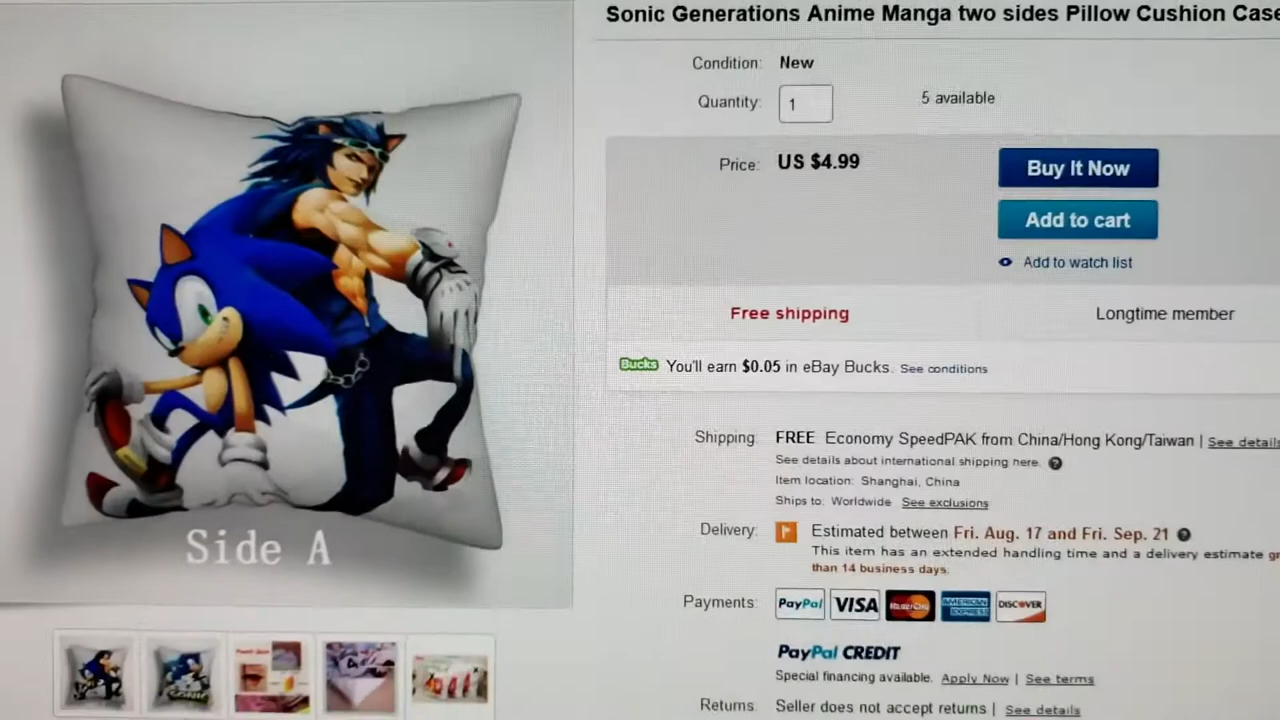 Sonic Generations Anime Manga two sides Pillow Cushion Case
Condition: New
Quantity: 1
5 available
Price: US $4.99
Buy It Now
Add to cart
Add to watch list
Free shipping
Longtime member
Bucks You'll earn $0.05 in eBay Bucks. See conditions
Shipping: FREE Economy SpeedPAK from China/Hong Kong/Taiwan | See details
See details about international shipping here. ?
Item location: Shanghai, China
Ships to: Worldwide See exclusions
Delivery: Estimated between Fri. Aug. 17 and Fri. Sep. 21 ?
This item has an extended handling time and a delivery estimate
than 14 business days.
Payments: PayPal VISA MasterCard AMERICAN EXPRESS DISCOVER
PayPal CREDIT
Special financing available. Apply Now | See terms
Returns: Seller does not accept returns | See details
Side A